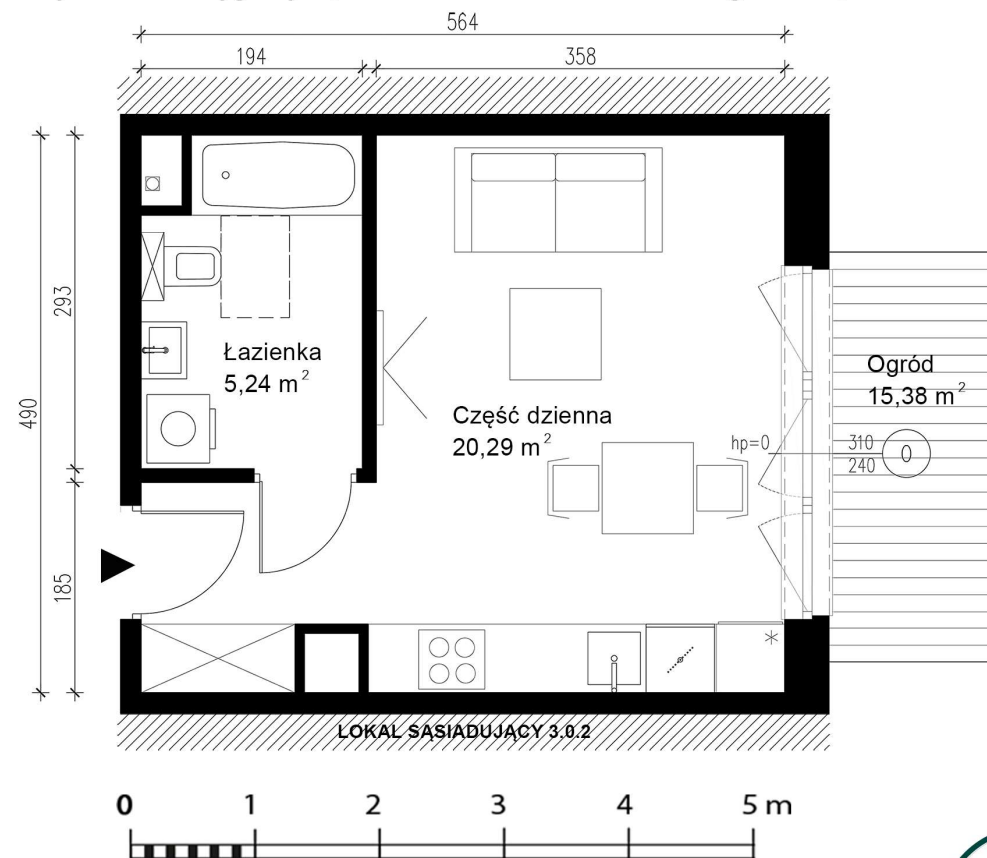 564
194
358
293
490
185
Łazienka
5,24 m²
Część dzienna
20,29 m²
Ogród
15,38 m²
hp=0
310
240
0
*
LOKAL SĄSIADUJĄCY 3.0.2
0 1 2 3 4 5 m